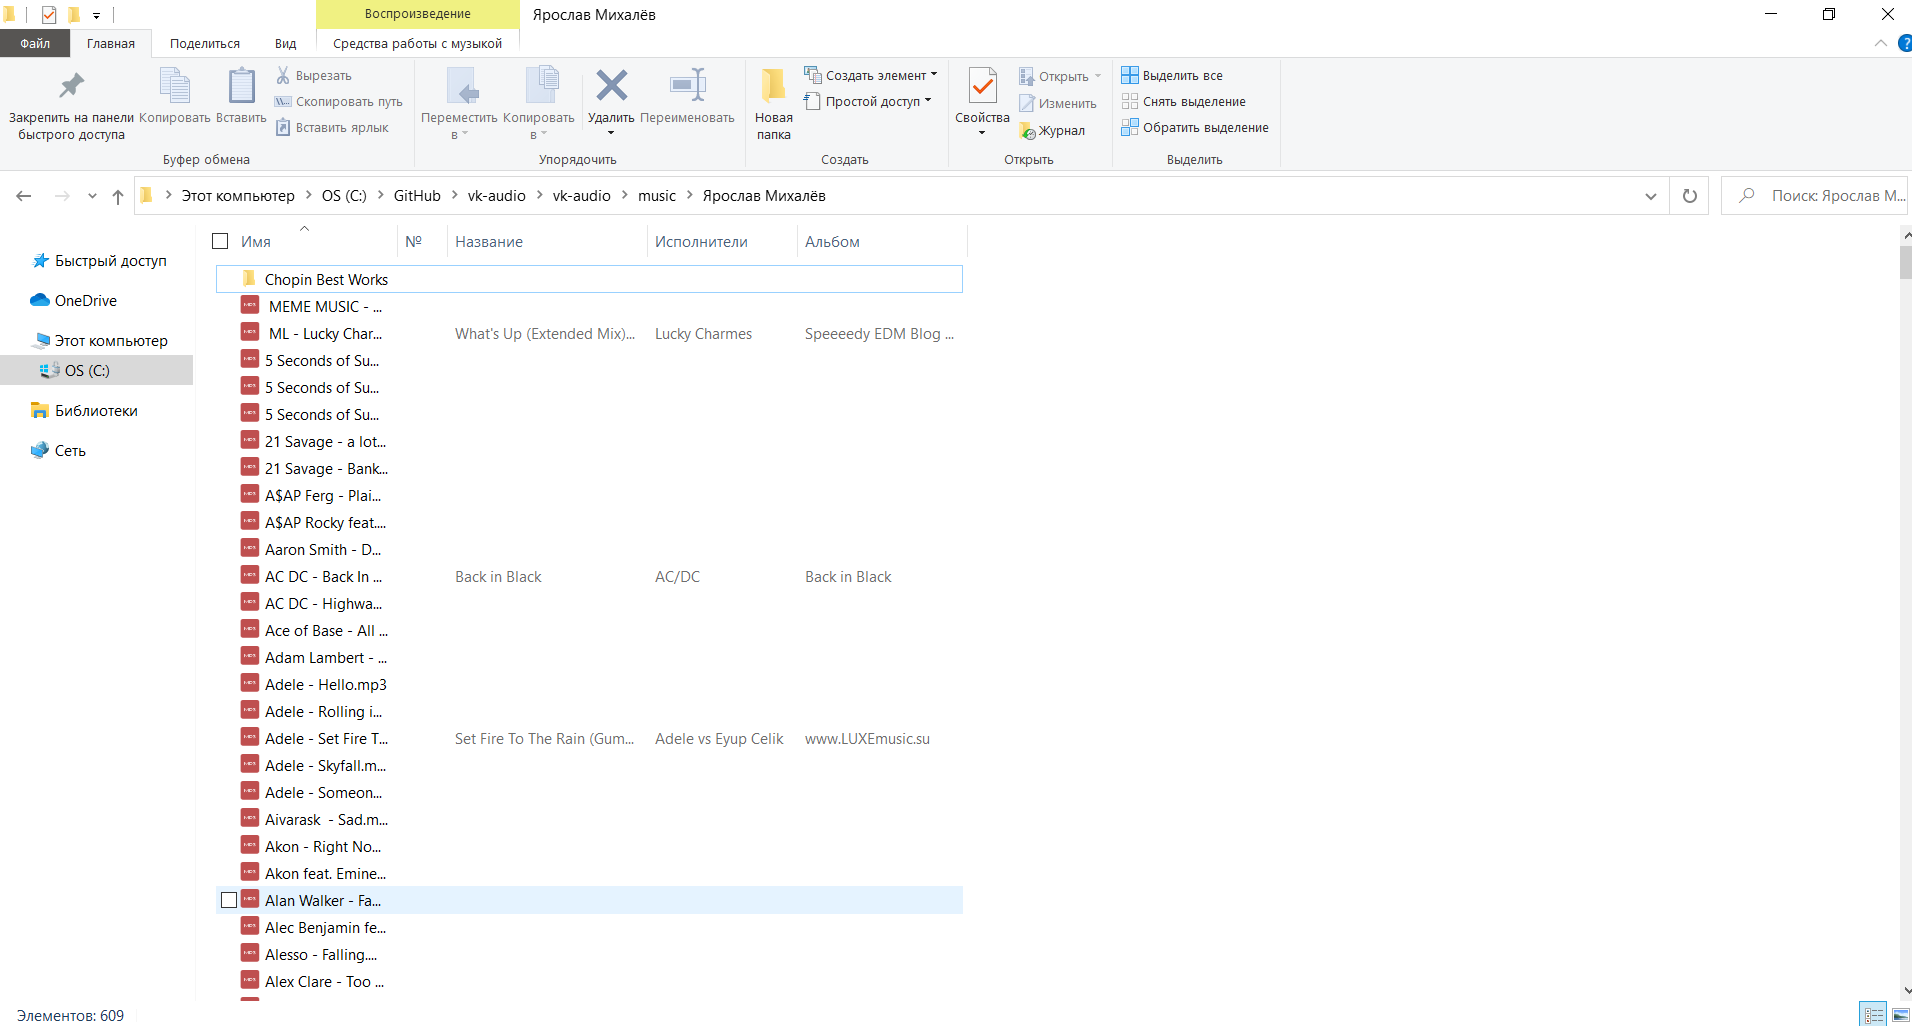 Воспроизведение
Ярослав Михалёв
Файл
Главная
Поделиться
Вид
Средства работы с музыкой
Закрепить на панели быстрого доступа
Копировать
Вставить
Вырезать
Скопировать путь
Вставить ярлык
Буфер обмена
Переместить в
Копировать в
Удалить
Переименовать
Упорядочить
Новая папка
Создать элемент
Простой доступ
Создать
Свойства
Открыть
Изменить
Журнал
Открыть
Выделить все
Снять выделение
Обратить выделение
Выделить
Этот компьютер > OS (C:) > GitHub > vk-audio > vk-audio > music > Ярослав Михалёв
Поиск: Ярослав М...
Быстрый доступ
OneDrive
Этот компьютер
OS (C:)
Библиотеки
Сеть
Имя № Название Исполнители Альбом
Chopin Best Works
MEME MUSIC - ...
ML - Lucky Char... What's Up (Extended Mix)... Lucky Charmes Speeeedy EDM Blog ...
5 Seconds of Su...
5 Seconds of Su...
5 Seconds of Su...
21 Savage - a lot...
21 Savage - Bank...
A$AP Ferg - Plai...
A$AP Rocky feat....
Aaron Smith - D...
AC DC - Back In ... Back in Black AC/DC Back in Black
AC DC - Highwa...
Ace of Base - All ...
Adam Lambert - ...
Adele - Hello.mp3
Adele - Rolling i...
Adele - Set Fire T... Set Fire To The Rain (Gum... Adele vs Eyup Celik www.LUXEmusic.su
Adele - Skyfall.m...
Adele - Someon...
Aivarask  - Sad.m...
Akon - Right No...
Akon feat. Emine...
Alan Walker - Fa...
Alec Benjamin fe...
Alesso - Falling....
Alex Clare - Too ...
Элементов: 609